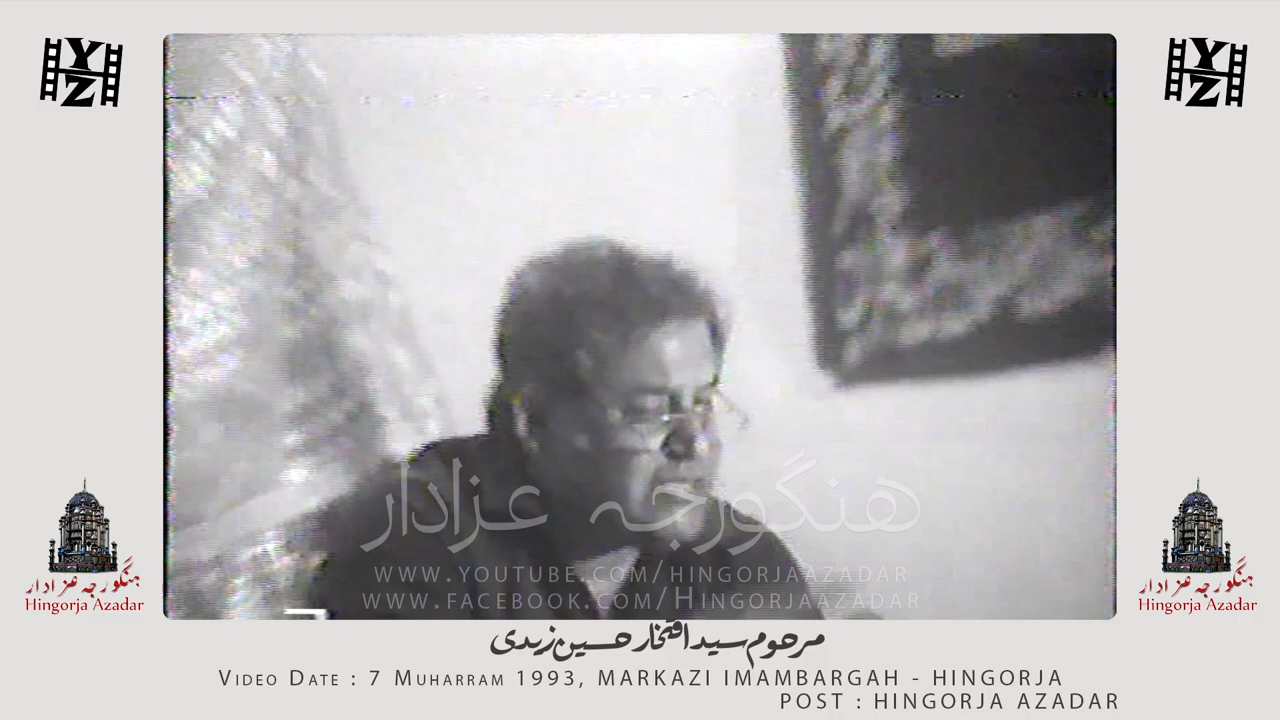 YZ
YZ
ھنگورجہ عزادار
WWW.YOUTUBE.COM/HINGORJAAZADAR
WWW.FACEBOOK.COM/HINGORJAAZADAR
ہنگورجہ عزادار
Hingorja Azadar
ہنگورجہ عزادار
Hingorja Azadar
مرحوم سید افتخار حسین زیدی
VIDEO DATE : 7 MUHARRAM 1993, MARKAZI IMAMBARGAH - HINGORJA
POST : HINGORJA AZADAR